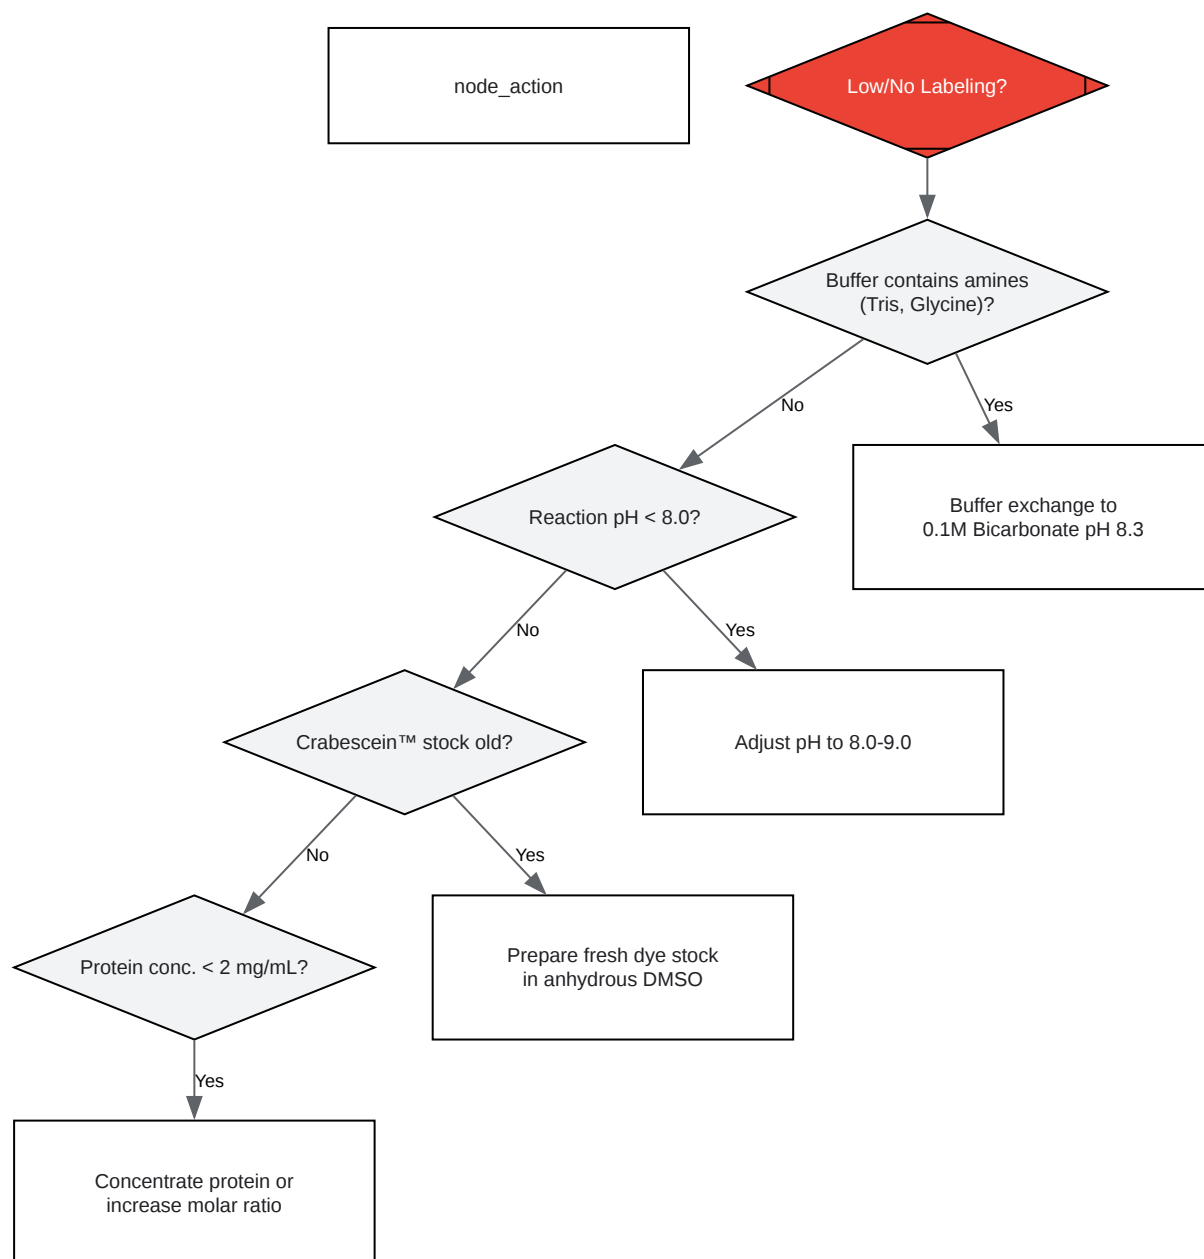 node_action
Low/No Labeling?
Buffer contains amines
(Tris, Glycine)?
No
Yes
Reaction pH < 8.0?
Buffer exchange to
0.1M Bicarbonate pH 8.3
No
Yes
Crabescein™ stock old?
Adjust pH to 8.0-9.0
No
Yes
Protein conc. < 2 mg/mL?
Prepare fresh dye stock
in anhydrous DMSO
Yes
Concentrate protein or
increase molar ratio